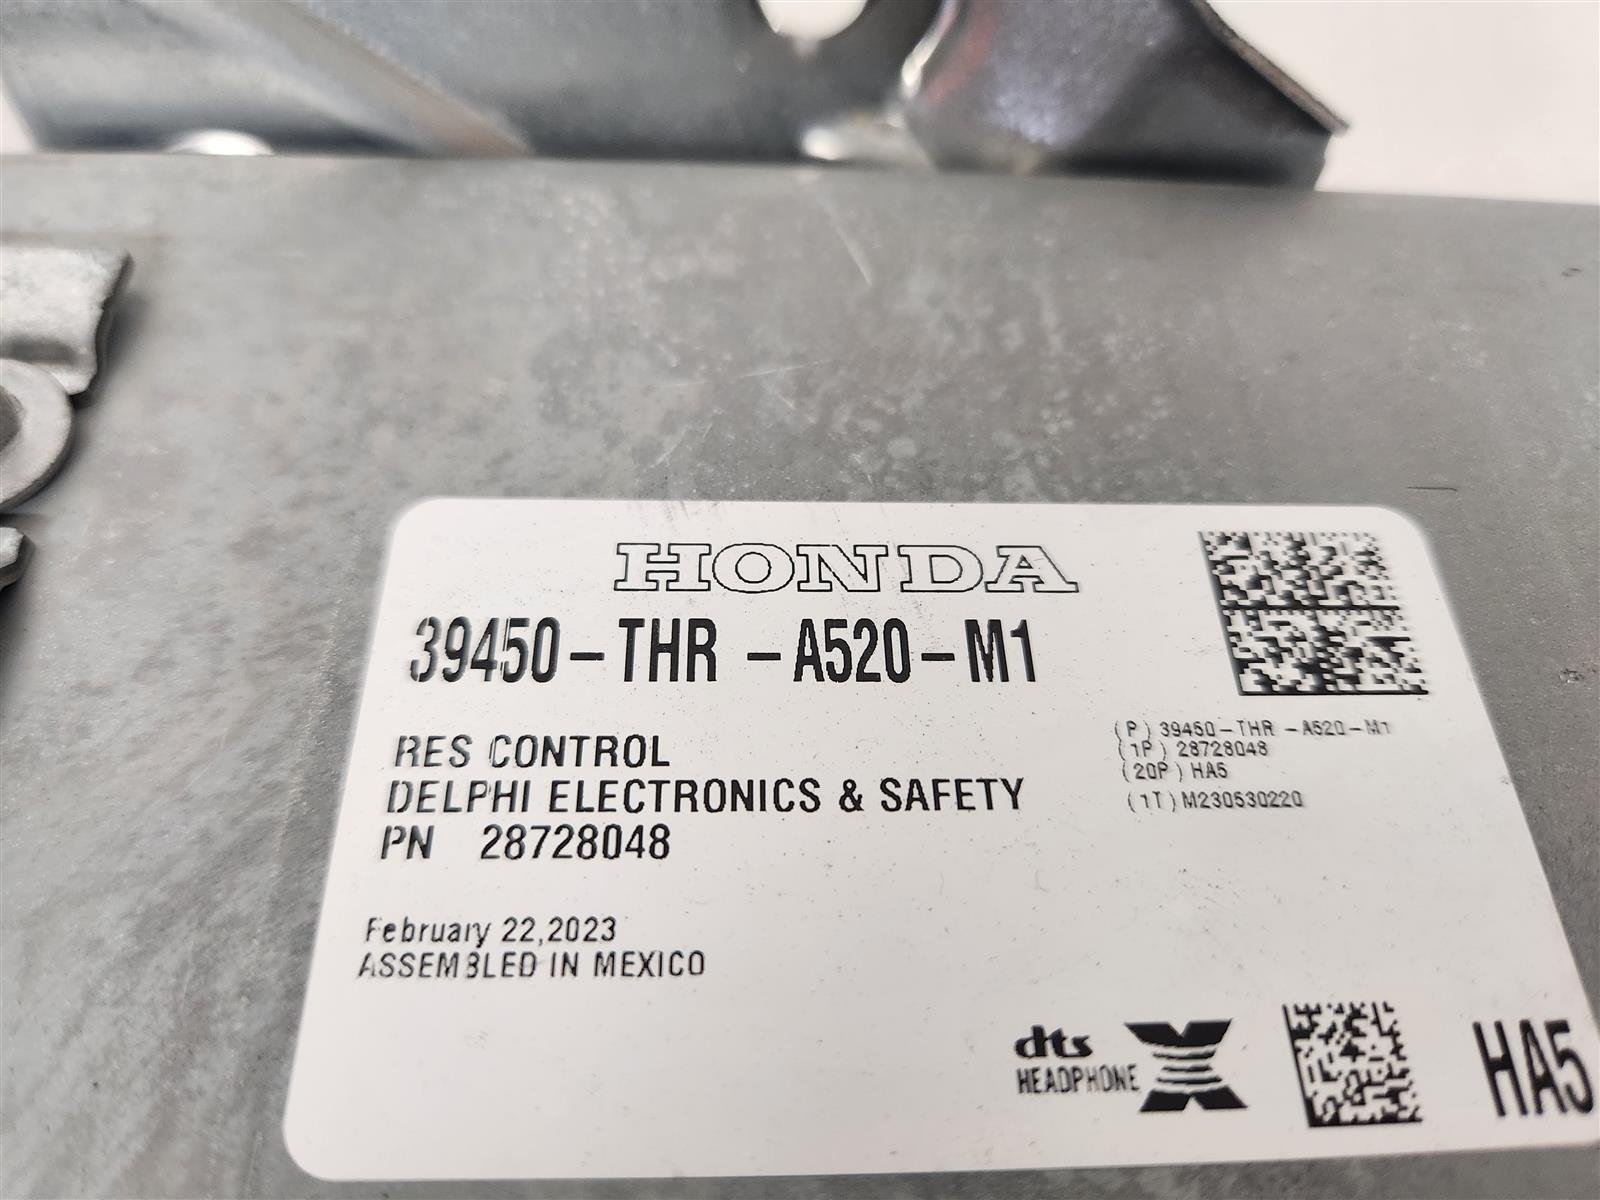 HONDA
39450-THR-A520-M1
RES CONTROL
DELPHI ELECTRONICS & SAFETY
PN 28728048
February 22,2023
ASSEMBLED IN MEXICO
(P) 39450-THR-A520-M1
(1P) 28728048
(20P) HA5
(1T) M230530220
dts
HEADPHONE X
HA5